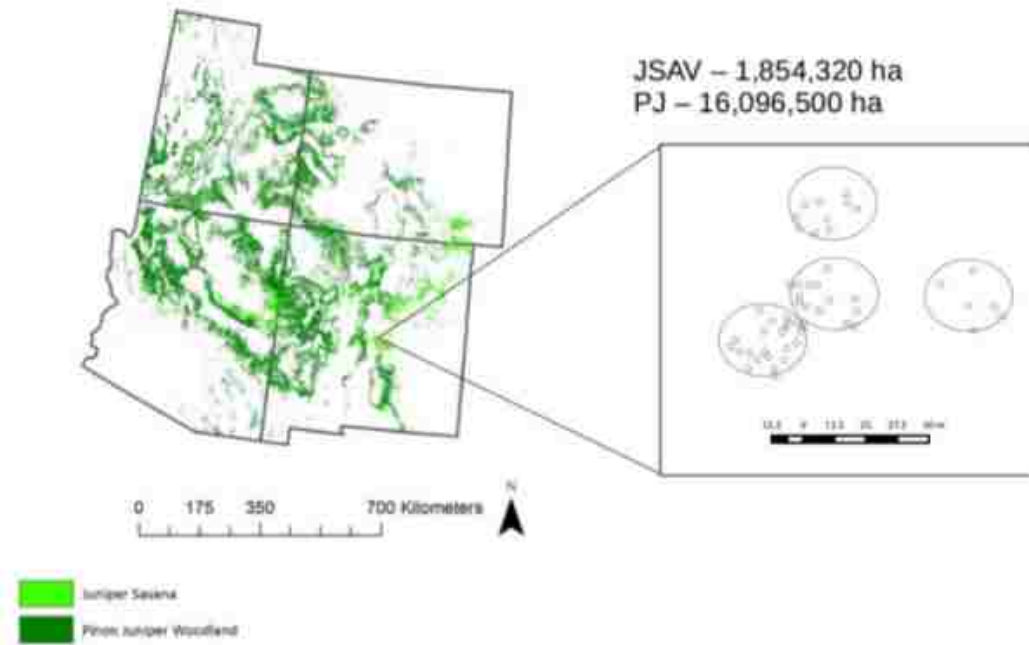 JSAV – 1,854,320 ha
PJ – 16,096,500 ha
0 175 350 700 Kilometers
N
Juniper Savana
Pinon Juniper Woodland